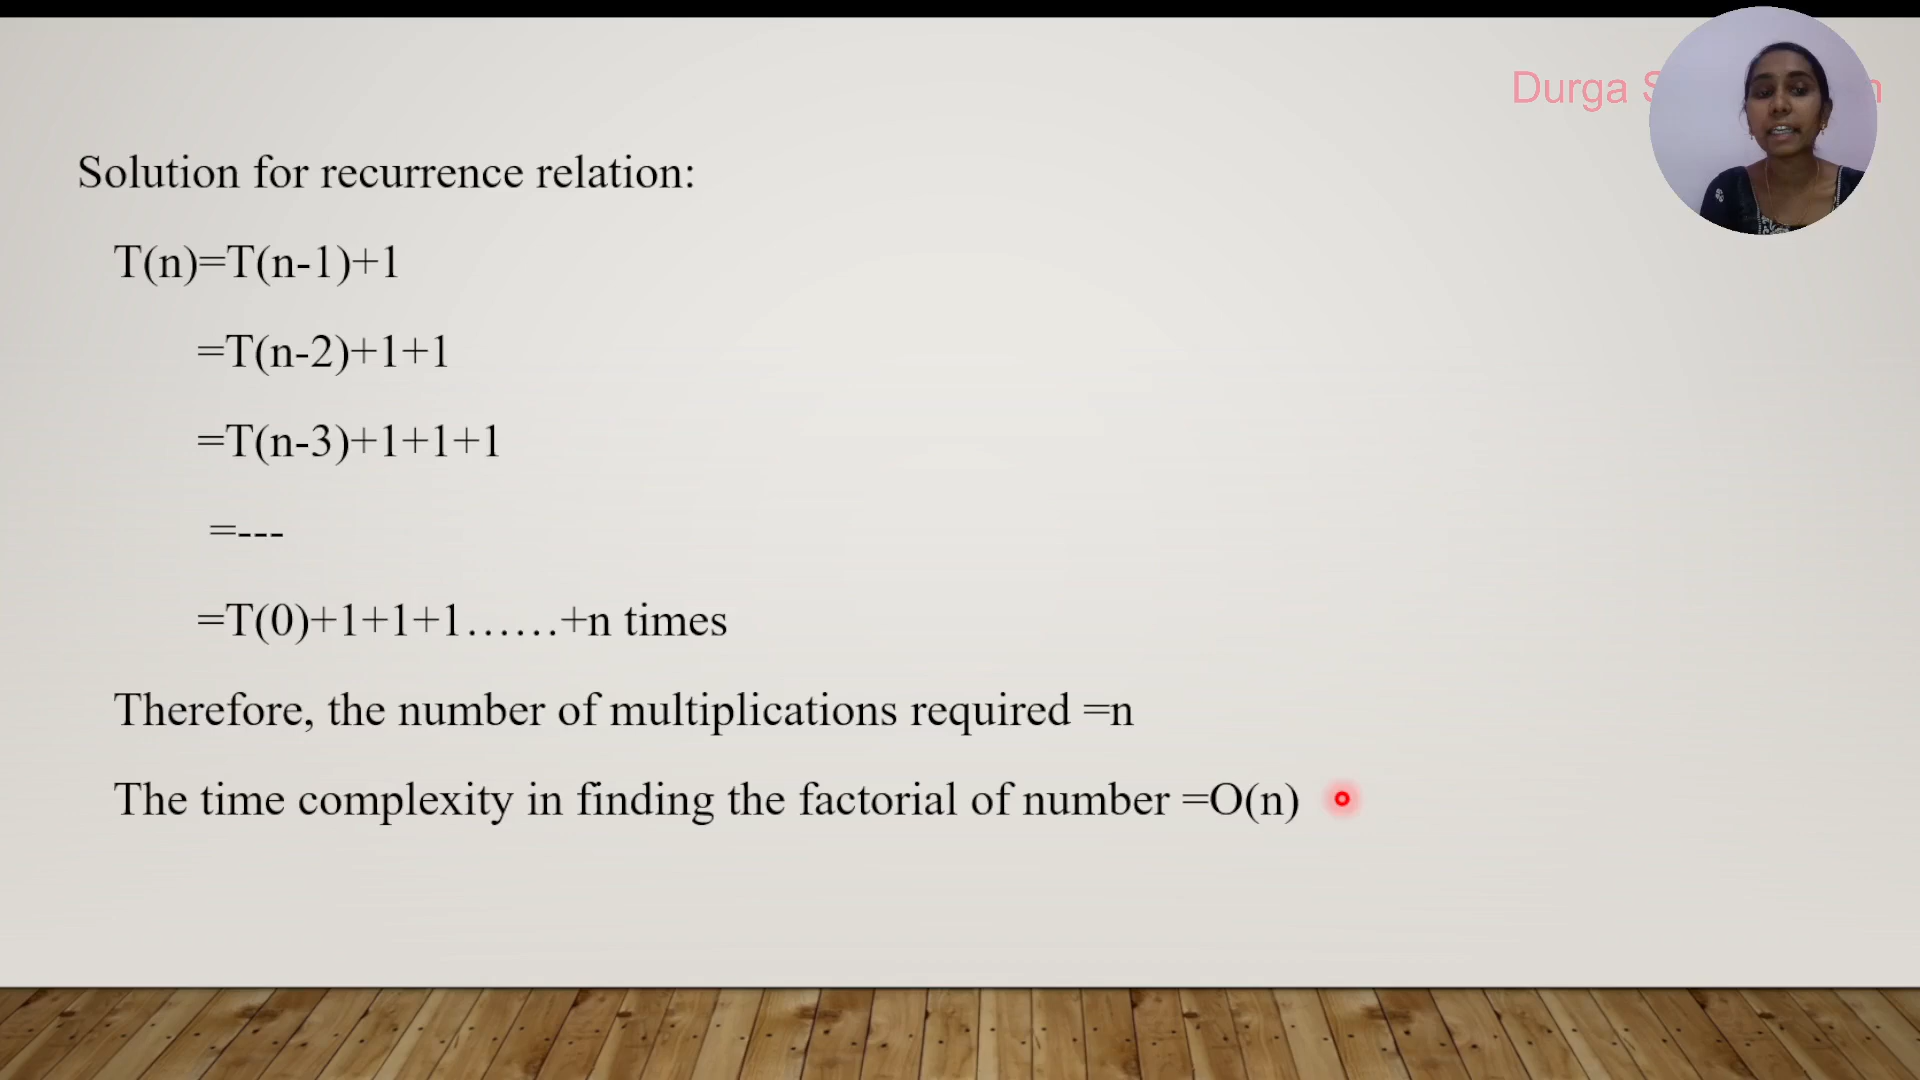 Durga
Solution for recurrence relation:
T(n)=T(n-1)+1
=T(n-2)+1+1
=T(n-3)+1+1+1
=---
=T(0)+1+1+1......+n times
Therefore, the number of multiplications required =n
The time complexity in finding the factorial of number =O(n)